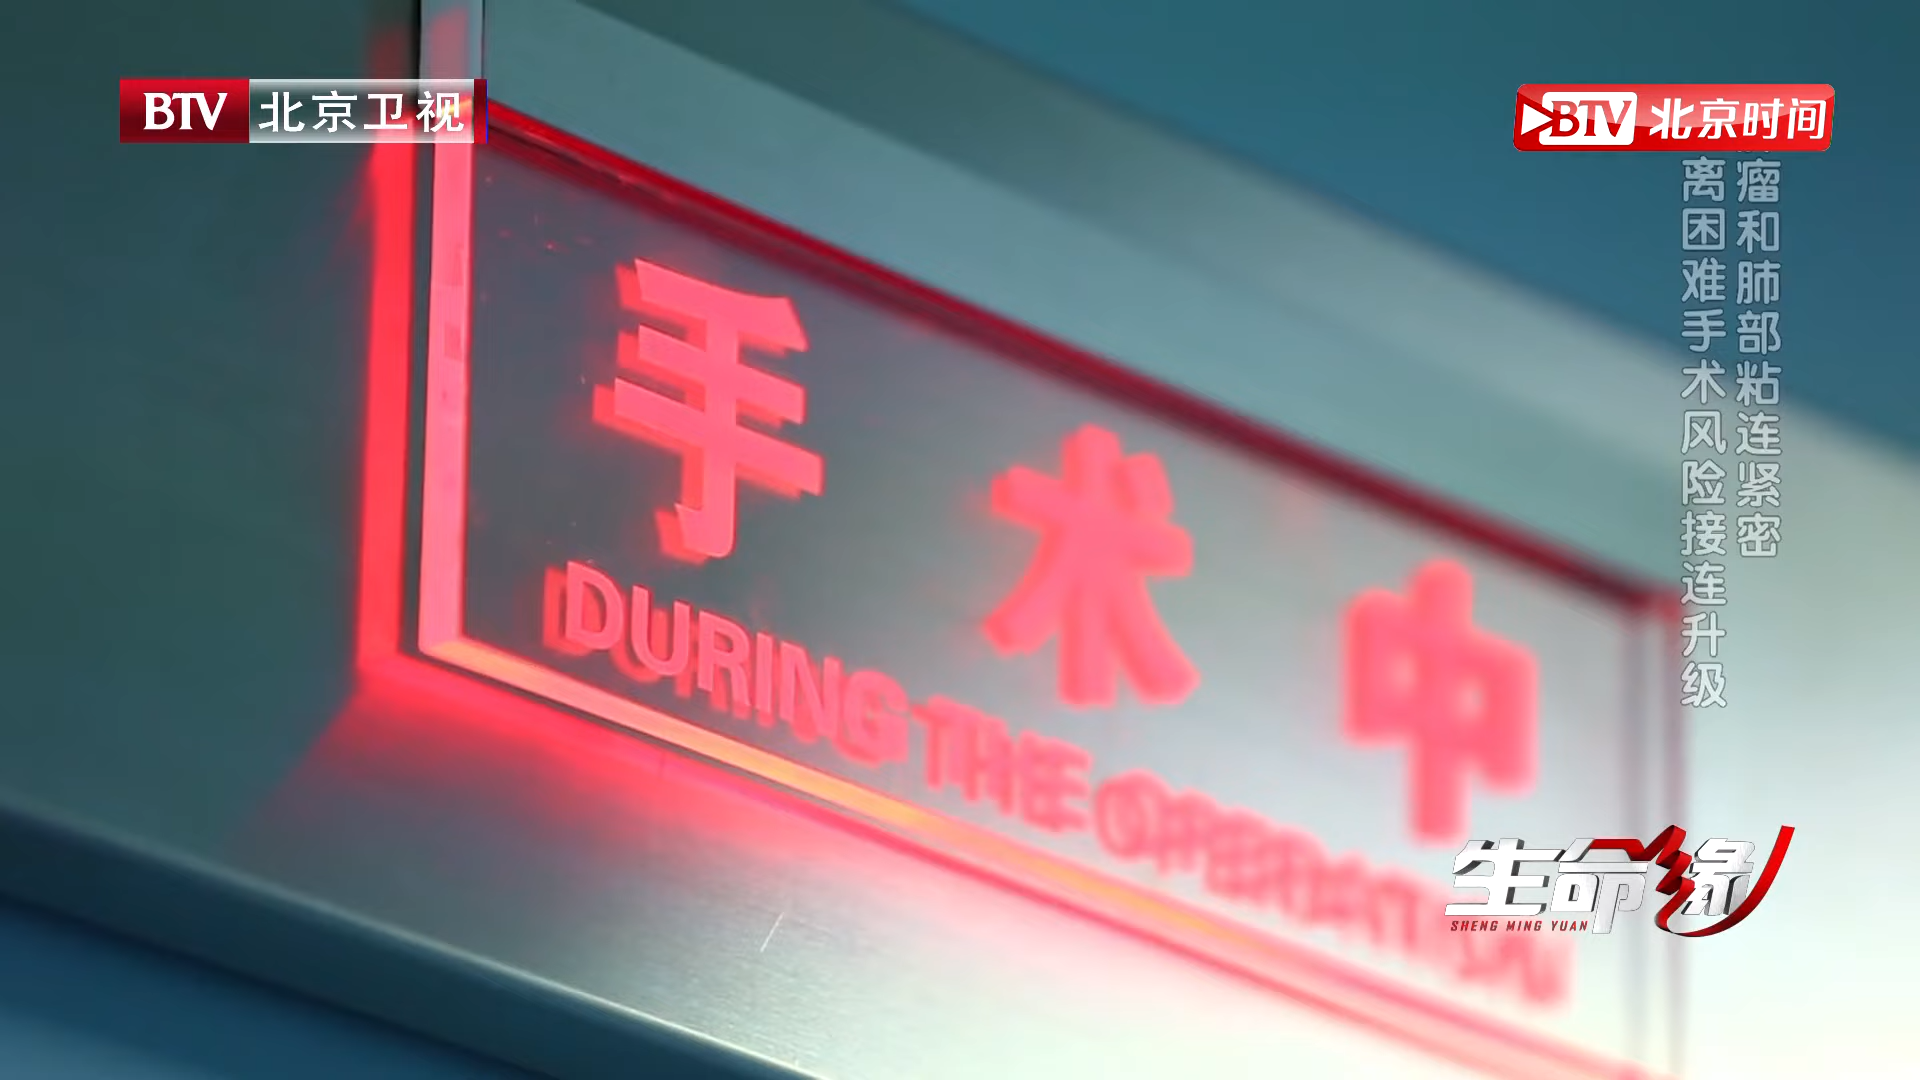 BTV 北京卫视
BTV 北京时间
瘤和肺部粘连紧密
离困难手术风险接连升级
手术中
DURING THE OPERATION
生命缘
SHENG MING YUAN